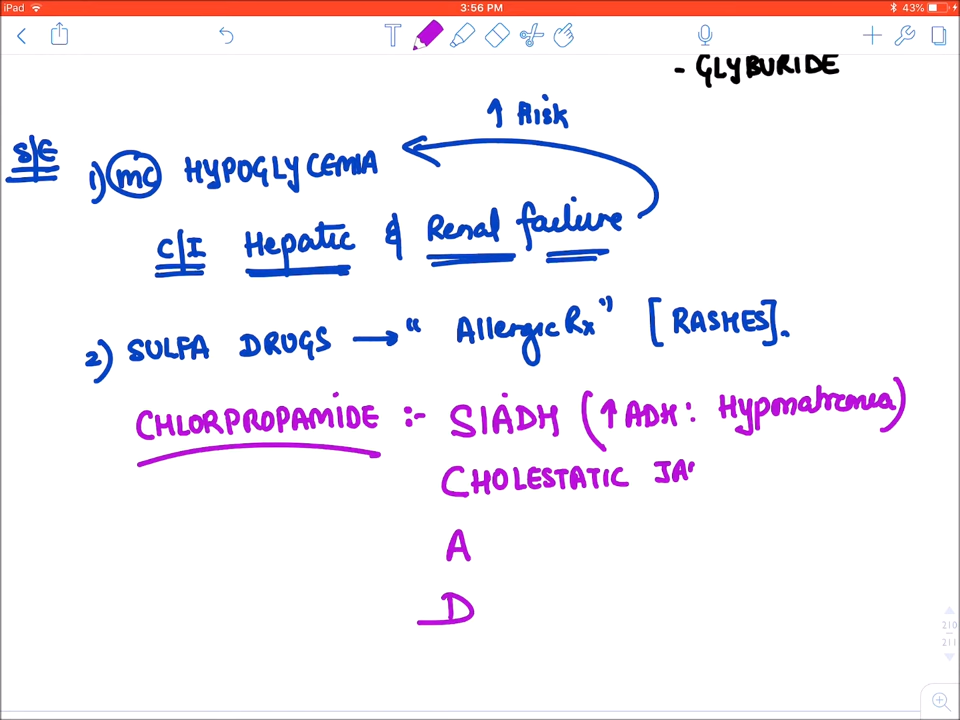 iPad 3:56 PM 43%
T
- GLYBURIDE
↑ Risk
S/E
1) mc HYPOGLYCEMIA
C/I Hepatic & Renal failure
2) SULFA DRUGS → "Allergic Rx" [RASHES].
CHLORPROPAMIDE :- SIADH (↑ ADH : Hyponatremia)
CHOLESTATIC JA
A
D
210
211